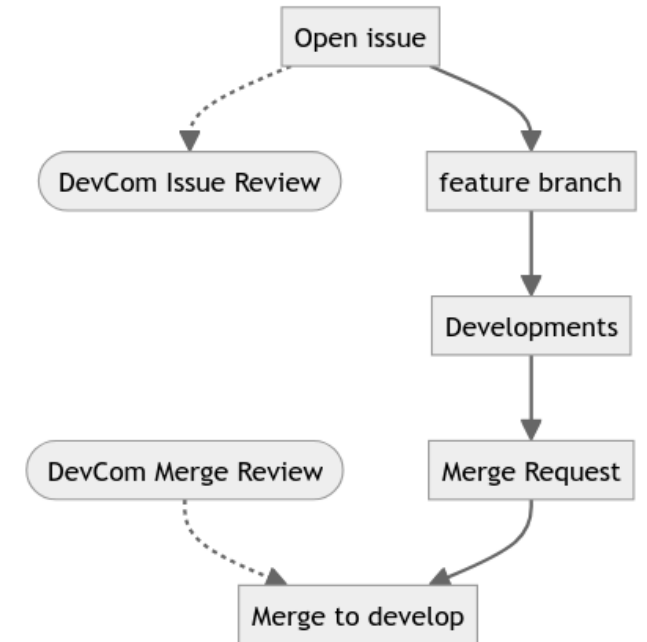 Open issue
DevCom Issue Review
feature branch
Developments
DevCom Merge Review
Merge Request
Merge to develop